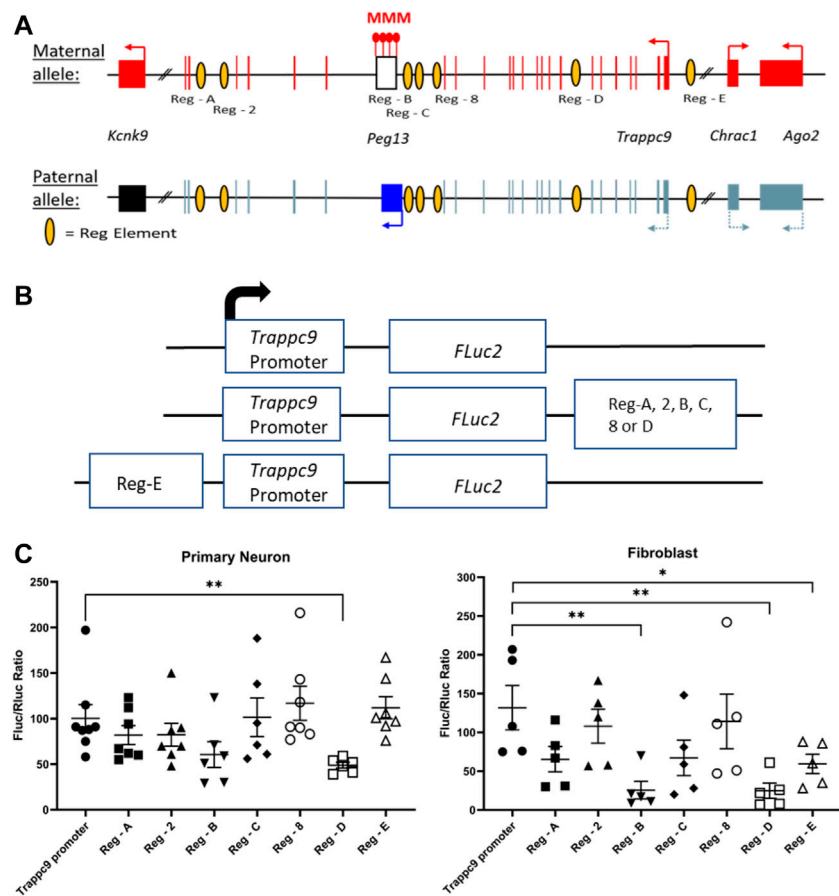 A
MMM
Maternal
allele:
Reg - A
Reg - 2
Reg - B
Reg - C
Reg - 8
Reg - D
Reg - E
Kcnk9
Peg13
Trappc9
Chrac1
Ago2
Paternal
allele:
= Reg Element
B
Trappc9
Promoter
FLuc2
Trappc9
Promoter
FLuc2
Reg-A, 2, B, C,
8 or D
Reg-E
Trappc9
Promoter
FLuc2
C
Primary Neuron
**
Fluc/Rluc Ratio
250
200
150
100
50
0
Trappc9 promoter
Reg - A
Reg - 2
Reg - B
Reg - C
Reg - 8
Reg - D
Reg - E
Fibroblast
*
**
**
Fluc/Rluc Ratio
300
250
200
150
100
50
0
Trappc9 promoter
Reg - A
Reg - 2
Reg - B
Reg - C
Reg - 8
Reg - D
Reg - E